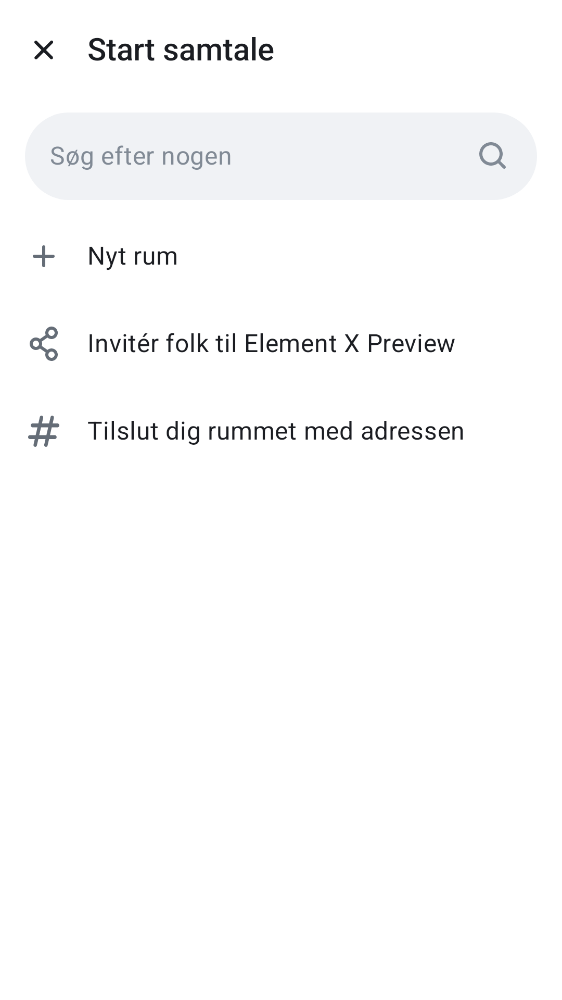 Start samtale
Søg efter nogen
Nyt rum
Invitér folk til Element X Preview
Tilslut dig rummet med adressen